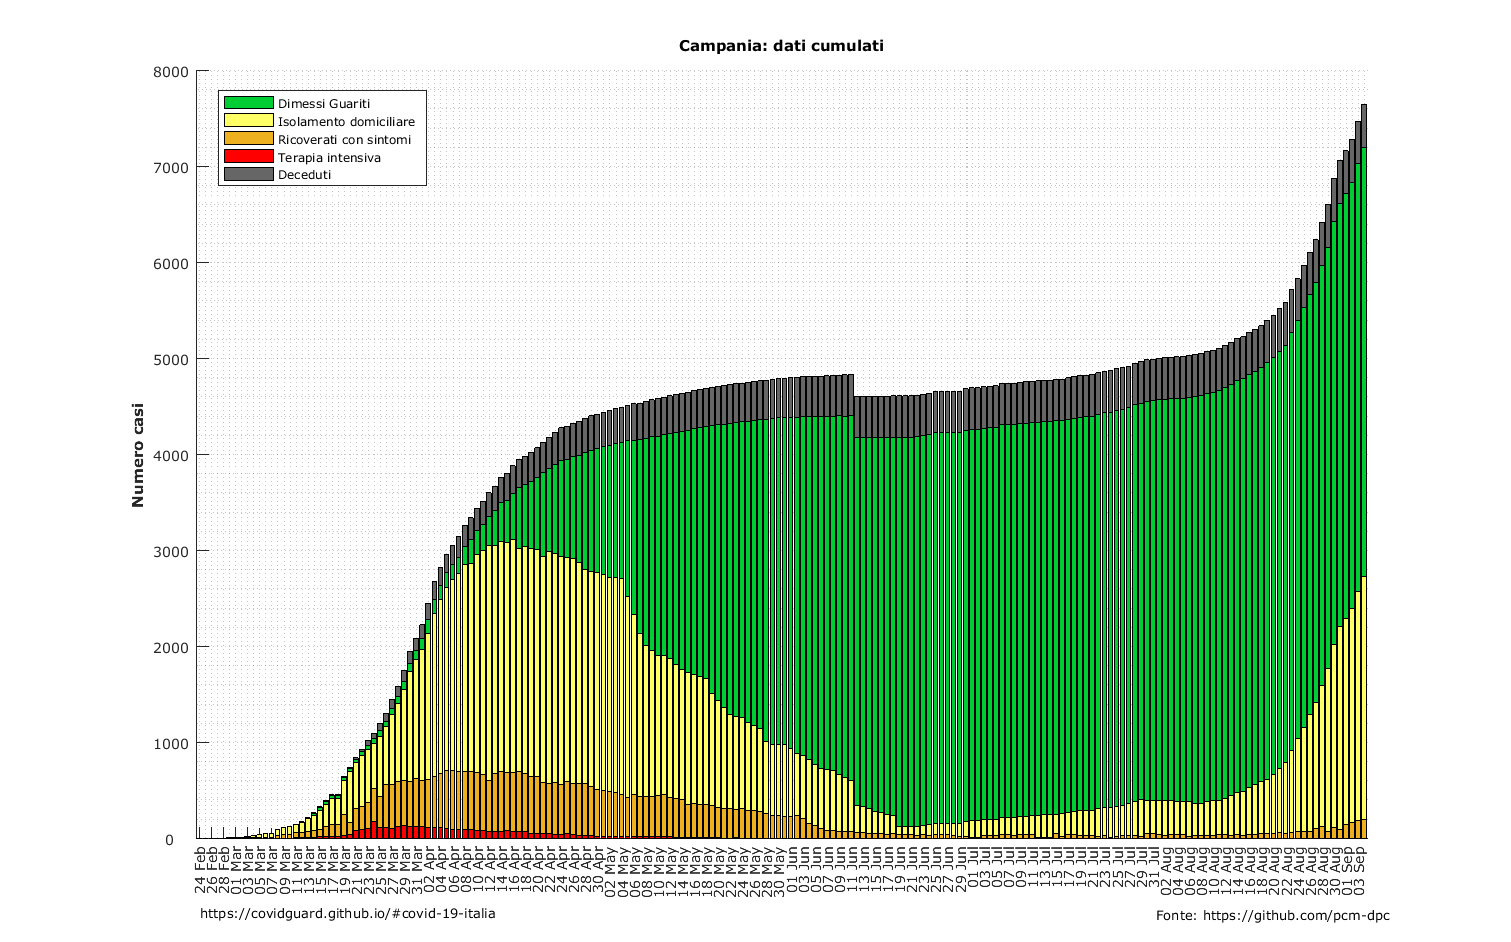 Campania: dati cumulati
8000
7000
6000
5000
4000
3000
2000
1000
0
Numero casi
Dimessi Guariti
Isolamento domiciliare
Ricoverati con sintomi
Terapia intensiva
Deceduti
24 Feb
26 Feb
28 Feb
01 Mar
03 Mar
05 Mar
07 Mar
09 Mar
11 Mar
13 Mar
15 Mar
17 Mar
19 Mar
21 Mar
23 Mar
25 Mar
27 Mar
29 Mar
31 Mar
02 Apr
04 Apr
06 Apr
08 Apr
10 Apr
12 Apr
14 Apr
16 Apr
18 Apr
20 Apr
22 Apr
24 Apr
26 Apr
28 Apr
30 Apr
02 May
04 May
06 May
08 May
10 May
12 May
14 May
16 May
18 May
20 May
22 May
24 May
26 May
28 May
30 May
01 Jun
03 Jun
05 Jun
07 Jun
09 Jun
11 Jun
13 Jun
15 Jun
17 Jun
19 Jun
21 Jun
23 Jun
25 Jun
27 Jun
29 Jun
01 Jul
03 Jul
05 Jul
07 Jul
09 Jul
11 Jul
13 Jul
15 Jul
17 Jul
19 Jul
21 Jul
23 Jul
25 Jul
27 Jul
29 Jul
31 Jul
02 Aug
04 Aug
06 Aug
08 Aug
10 Aug
12 Aug
14 Aug
16 Aug
18 Aug
20 Aug
22 Aug
24 Aug
26 Aug
28 Aug
30 Aug
01 Sep
03 Sep
https://covidguard.github.io/#covid-19-italia
Fonte: https://github.com/pcm-dpc